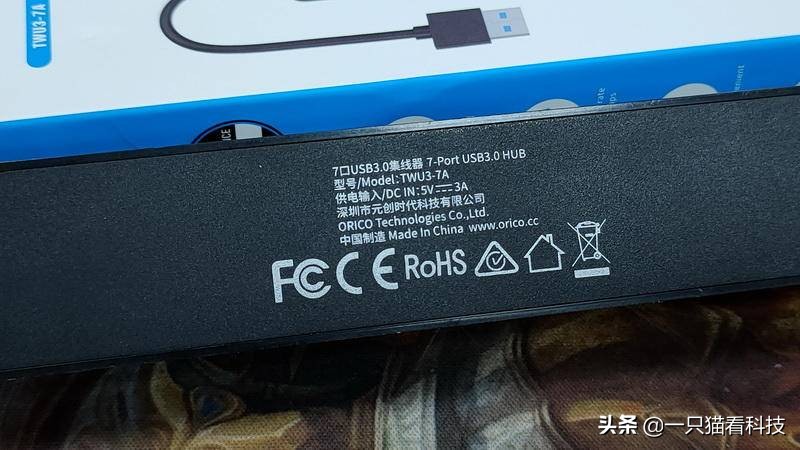 TWU3-7A
7口USB3.0集线器 7-Port USB3.0 HUB
型号/Model:TWU3-7A
供电输入/DC IN:5V⎓3A
深圳市元创时代科技有限公司
ORICO Technologies Co.,Ltd.
中国制造 Made In China www.orico.cc
FC CE RoHS
头条 @一只猫看科技